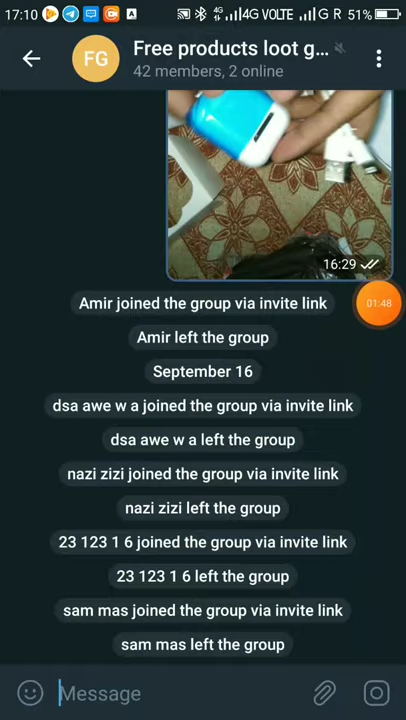 17:10 4G 4G VOLTE G R 51%
FG
Free products loot g...
42 members, 2 online
16:29
Amir joined the group via invite link
01:48
Amir left the group
September 16
dsa awe w a joined the group via invite link
dsa awe w a left the group
nazi zizi joined the group via invite link
nazi zizi left the group
23 123 1 6 joined the group via invite link
23 123 1 6 left the group
sam mas joined the group via invite link
sam mas left the group
Message